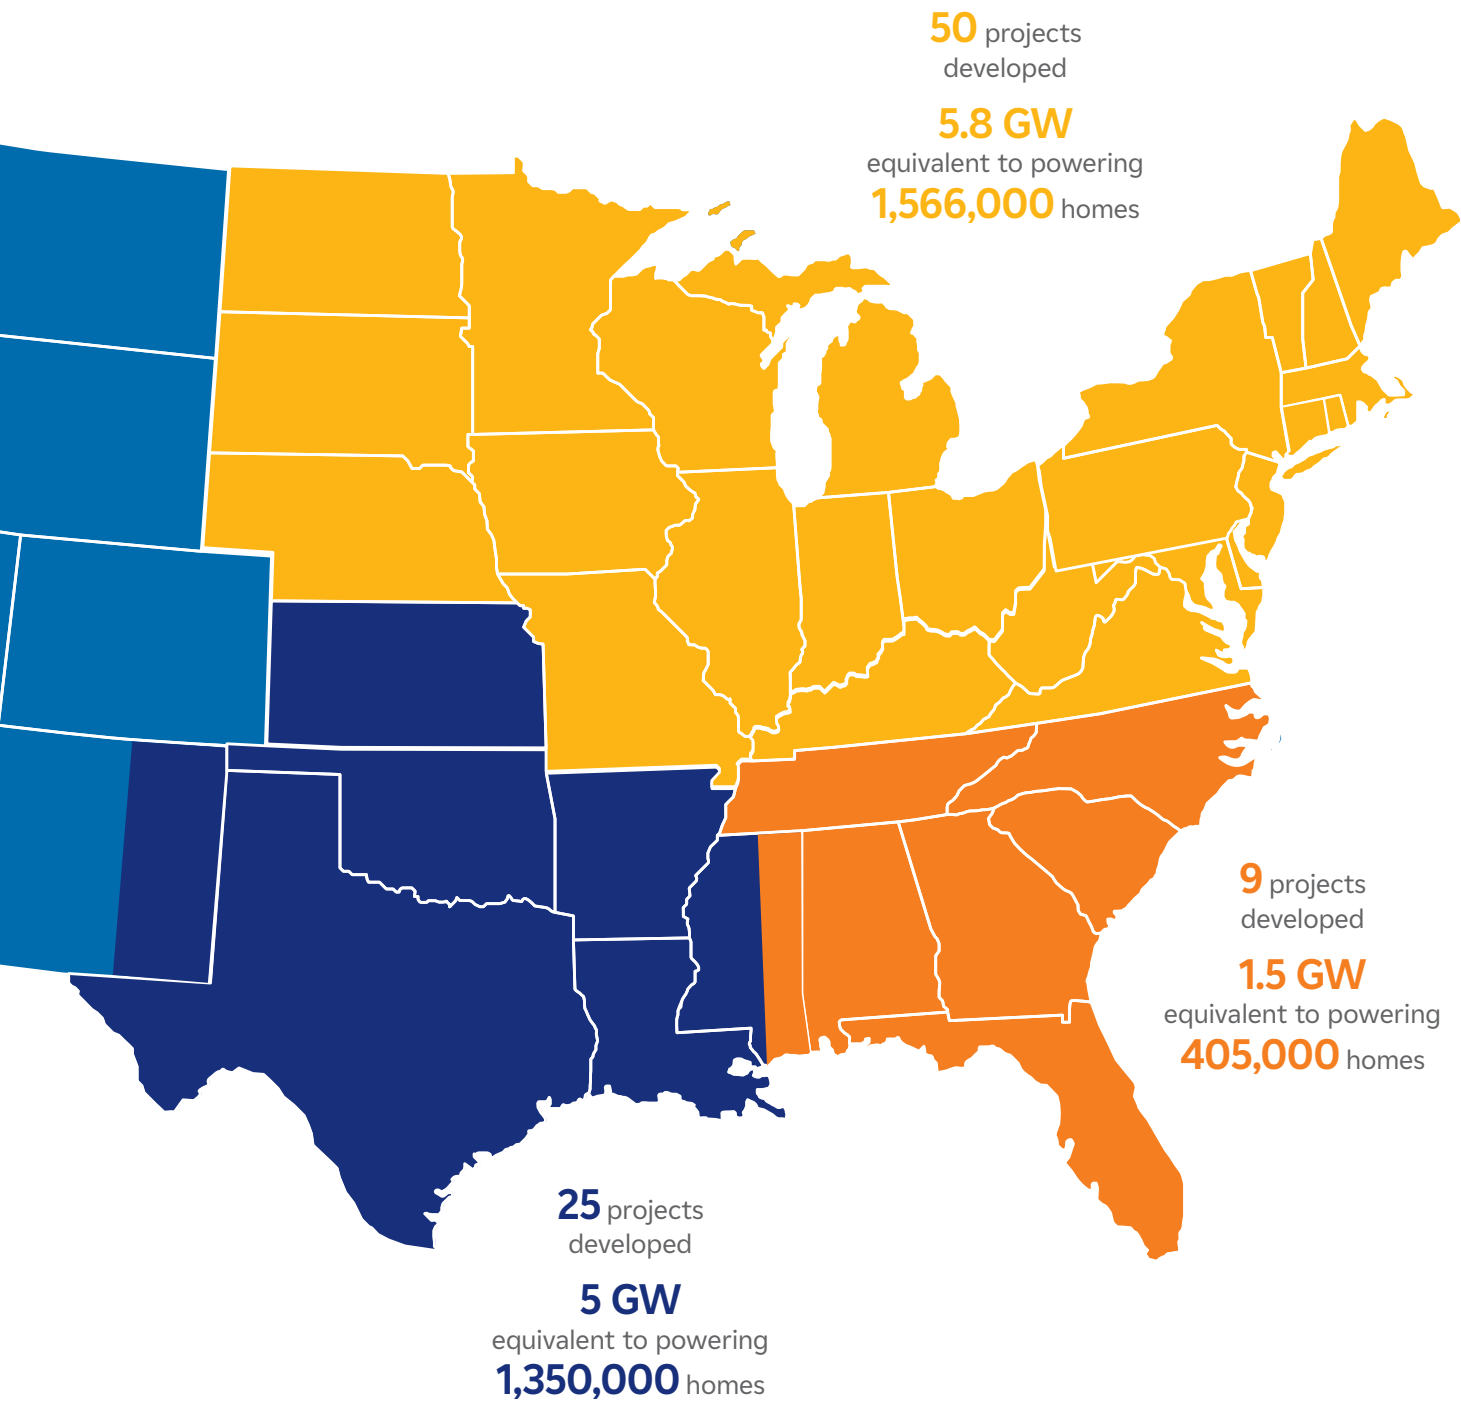 50 projects
developed
5.8 GW
equivalent to powering
1,566,000 homes
9 projects
developed
1.5 GW
equivalent to powering
405,000 homes
25 projects
developed
5 GW
equivalent to powering
1,350,000 homes